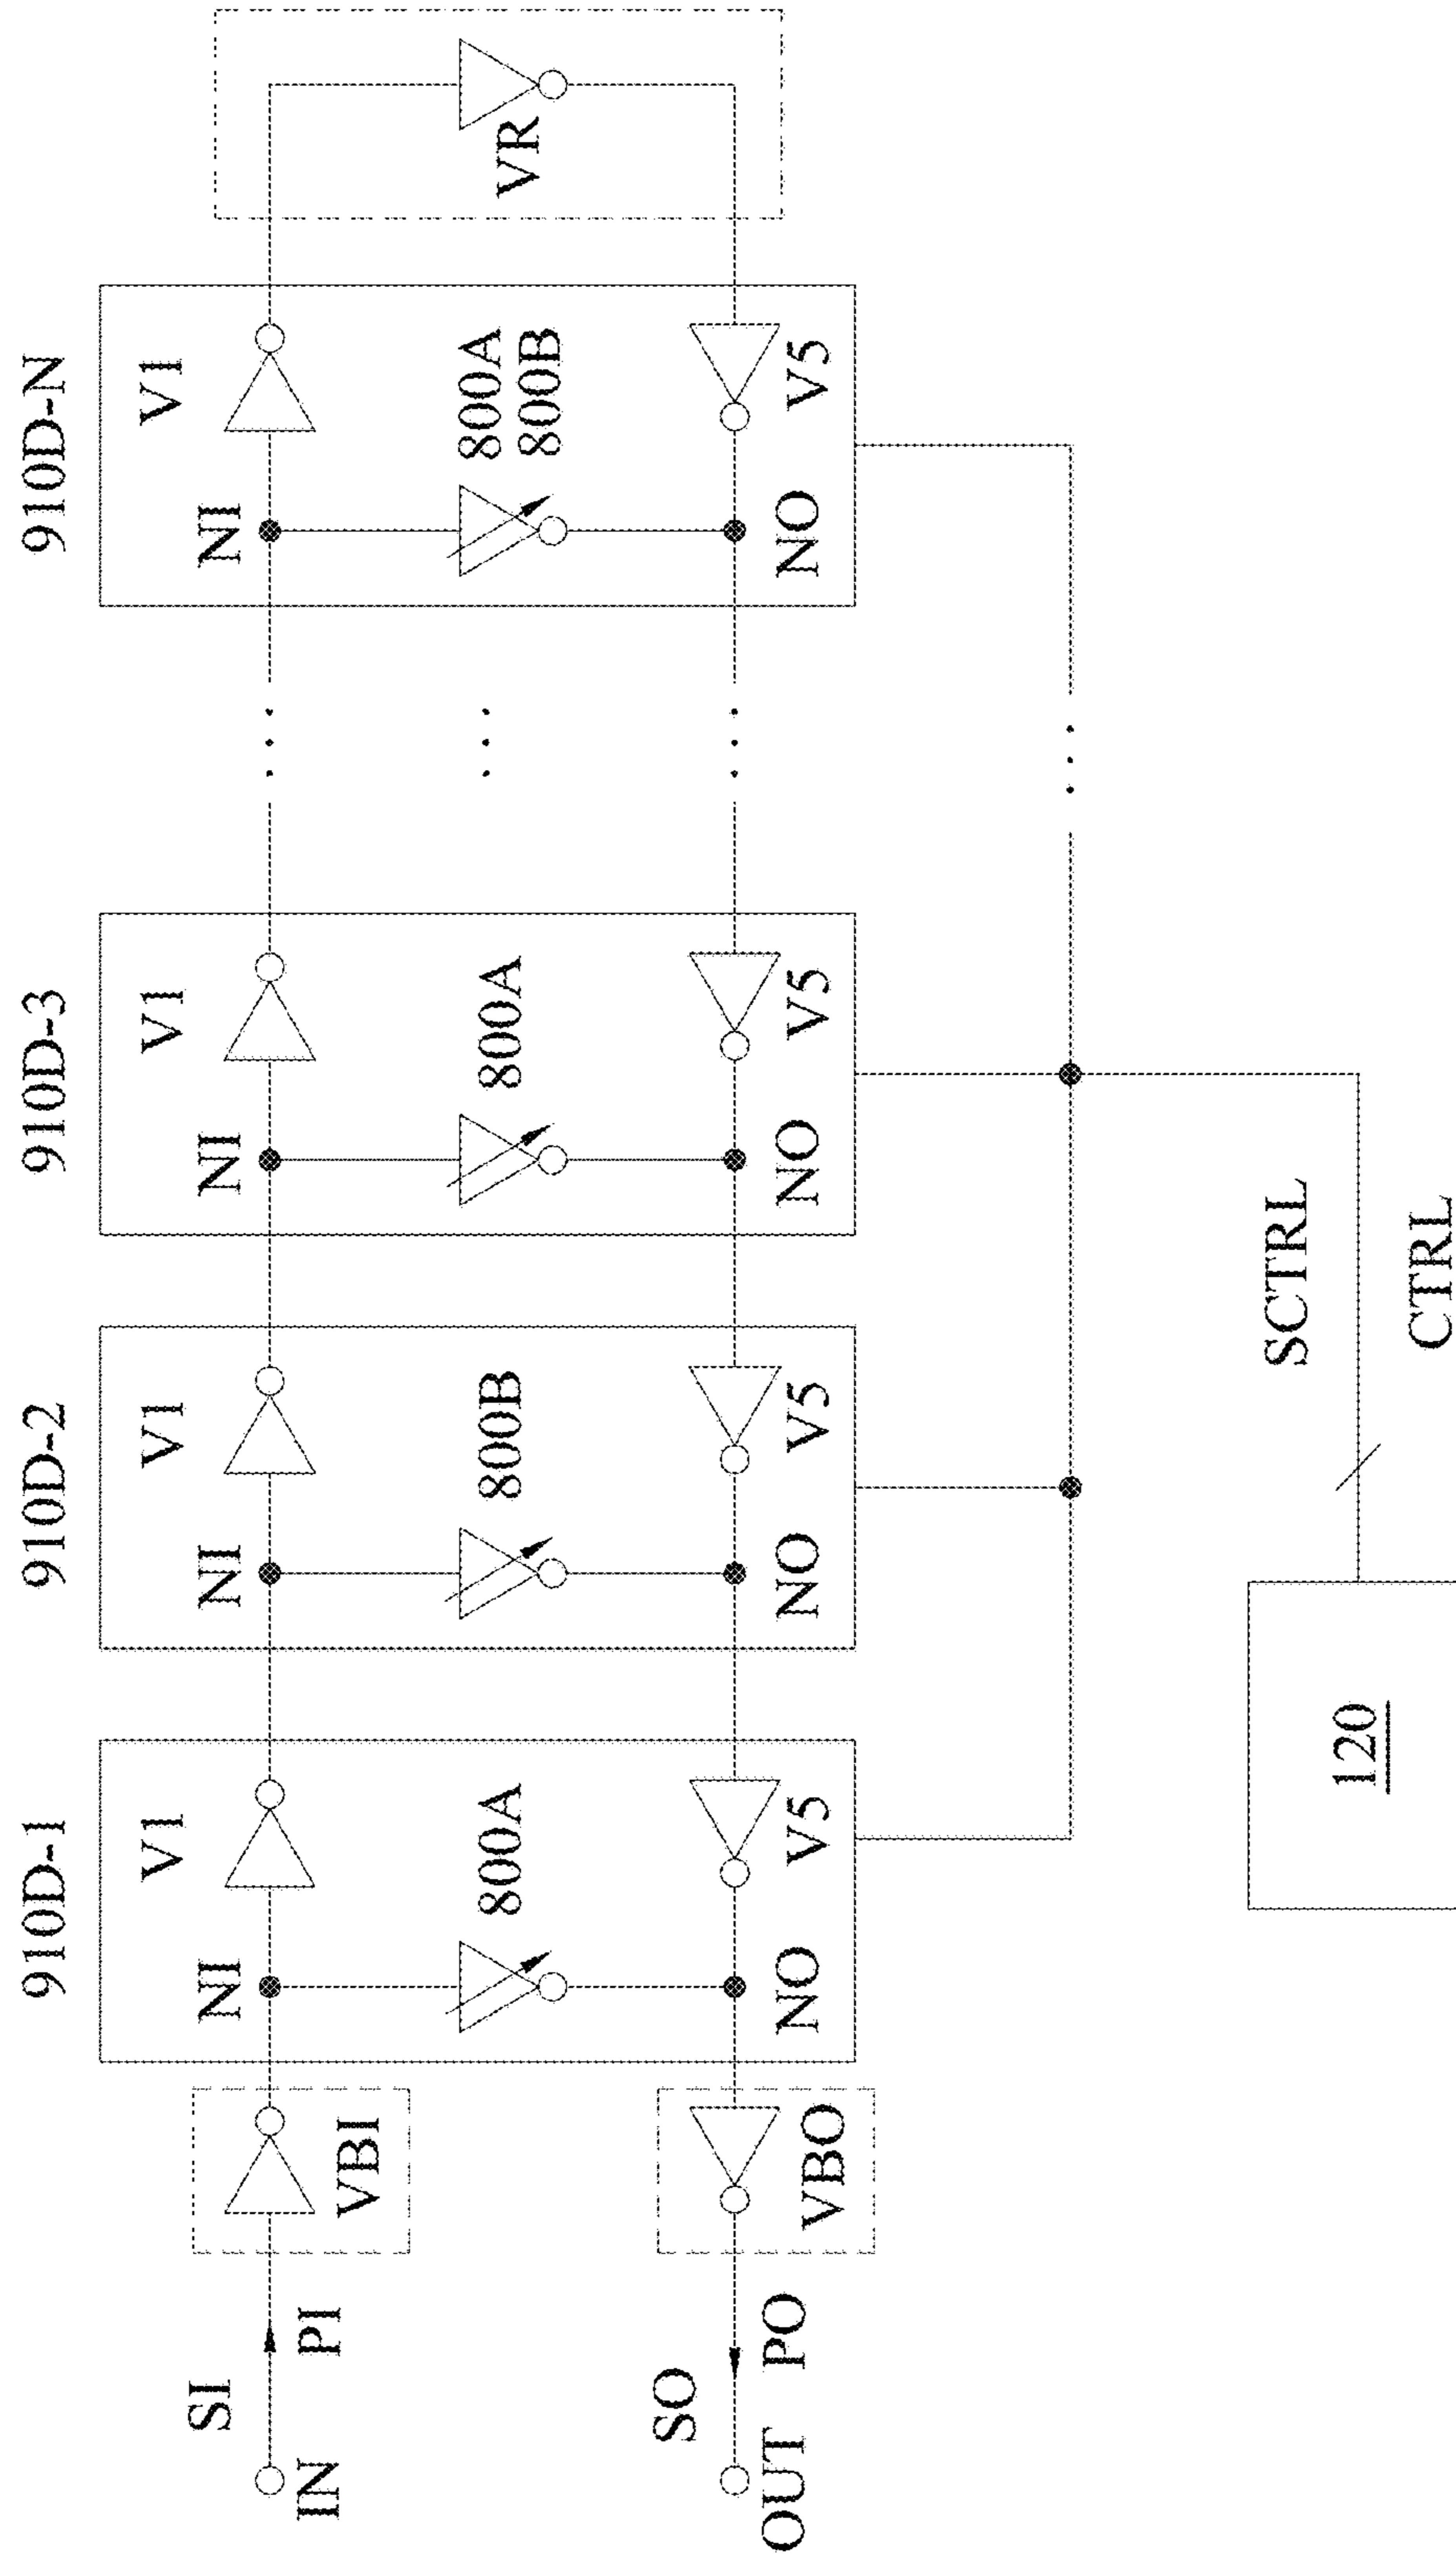 910D-1
910D-2
910D-3
910D-N
V1
V1
V1
V1
NI
NI
NI
NI
SI
IN
PI
VBI
800A
800B
800A
800A
800B
VR
SO
OUT
PO
VBO
NO
V5
NO
V5
NO
V5
NO
V5
SCTRL
CTRL
120